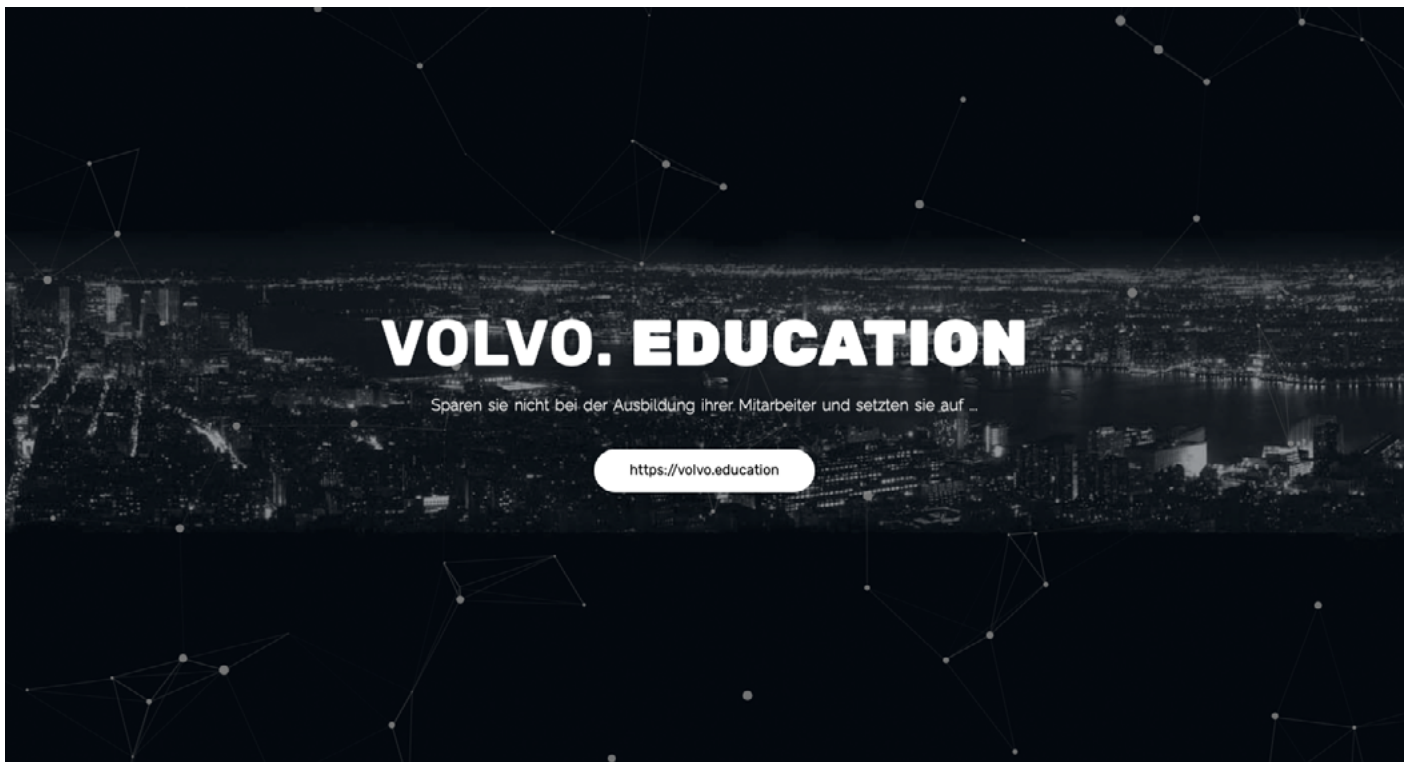 VOLVO. EDUCATION
Sparen sie nicht bei der Ausbildung ihrer Mitarbeiter und setzten sie auf ...
https://volvo.education